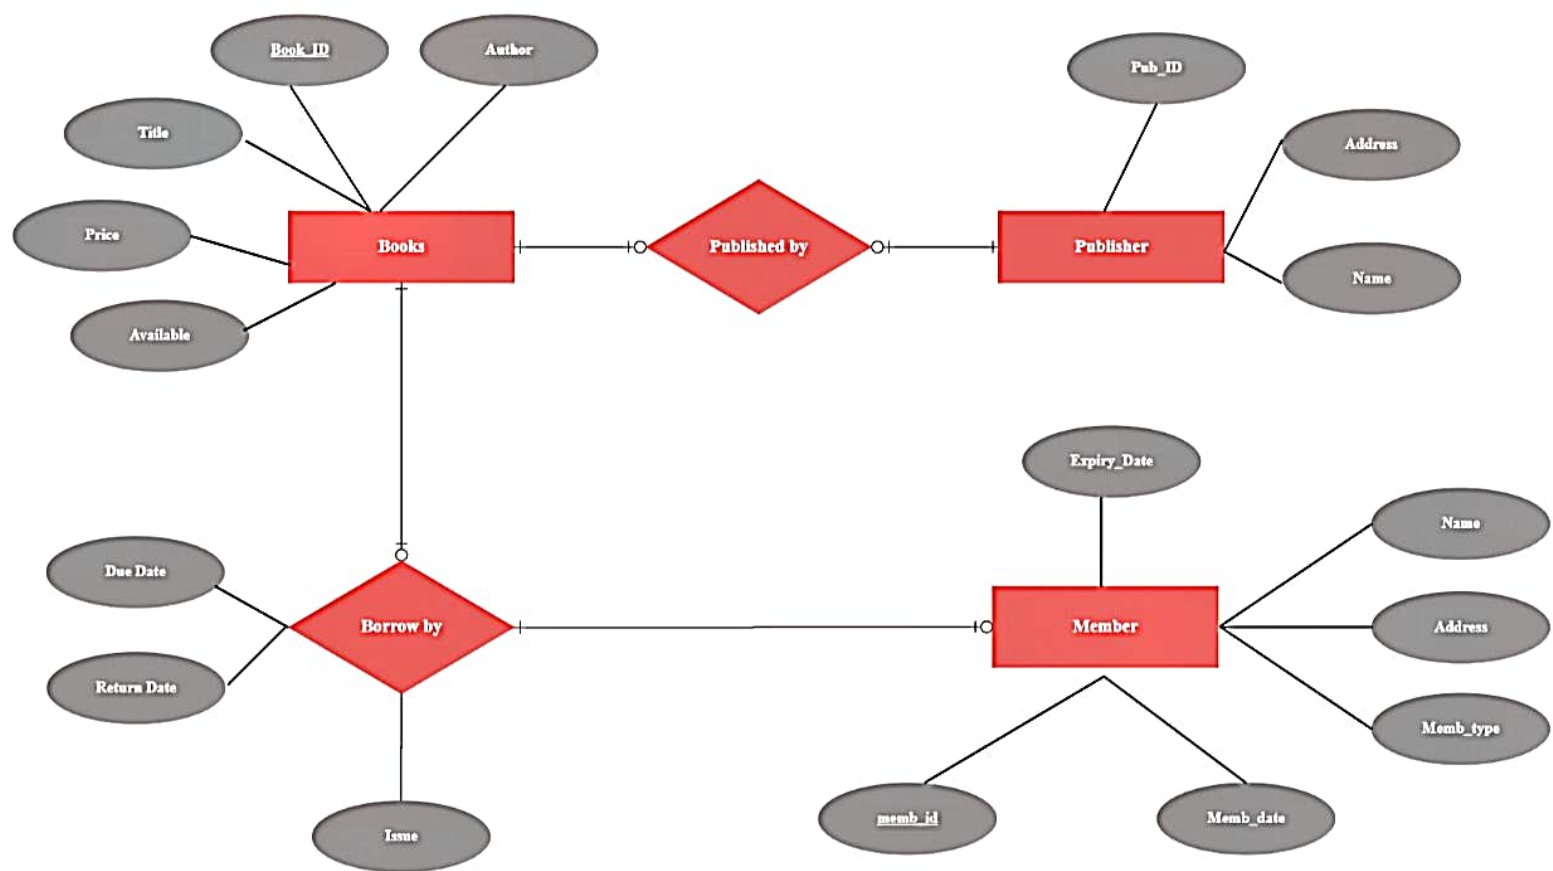 Book_ID
Author
Pub_ID
Title
Address
Price
Books
Published by
Publisher
Name
Available
Expiry_Date
Name
Due Date
Borrow by
Member
Address
Return Date
Memb_type
memb_id
Memb_date
Issue